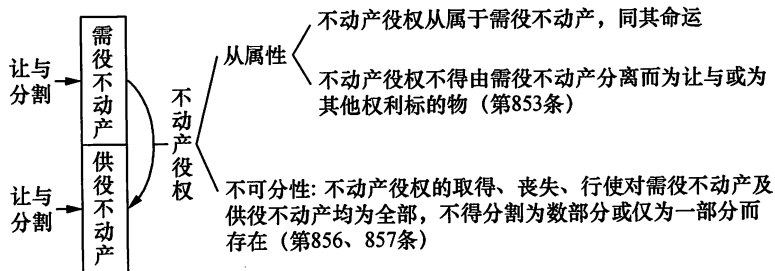 不动产役权从属于需役不动产，同其命运
从属性
不动产役权不得由需役不动产分离而为让与或为
其他权利标的物（第853条）
让与
分割
需役不动产
不动产役权
供役不动产
让与
分割
不可分性: 不动产役权的取得、丧失、行使对需役不动产及
供役不动产均为全部，不得分割为数部分或仅为一部分而
存在（第856、857条）